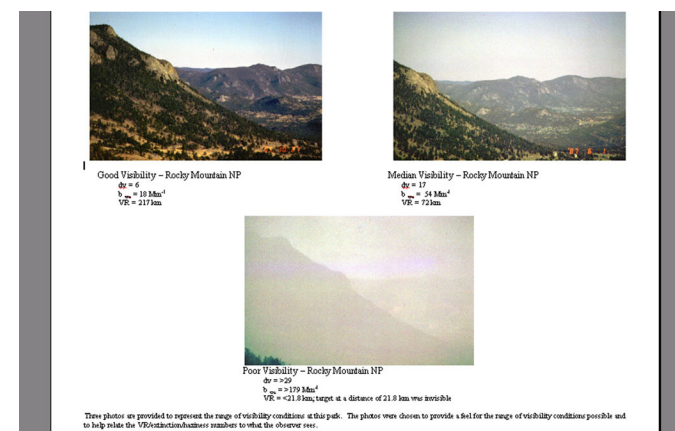 Good Visibility – Rocky Mountain NP
dv = 6
b = 18 Mm-1
VR = 217 km
Median Visibility – Rocky Mountain NP
dv = 17
b = 54 Mm-1
VR = 72 km
Poor Visibility – Rocky Mountain NP
dv = >29
b = >179 Mm-1
VR = <21.8 km; target at a distance of 21.8 km was invisible
Three photos are provided to represent the range of visibility conditions at this park. The photos were chosen to provide a feel for the range of visibility conditions possible and
to help relate the VR/extinction/haziness numbers to what the observer sees.